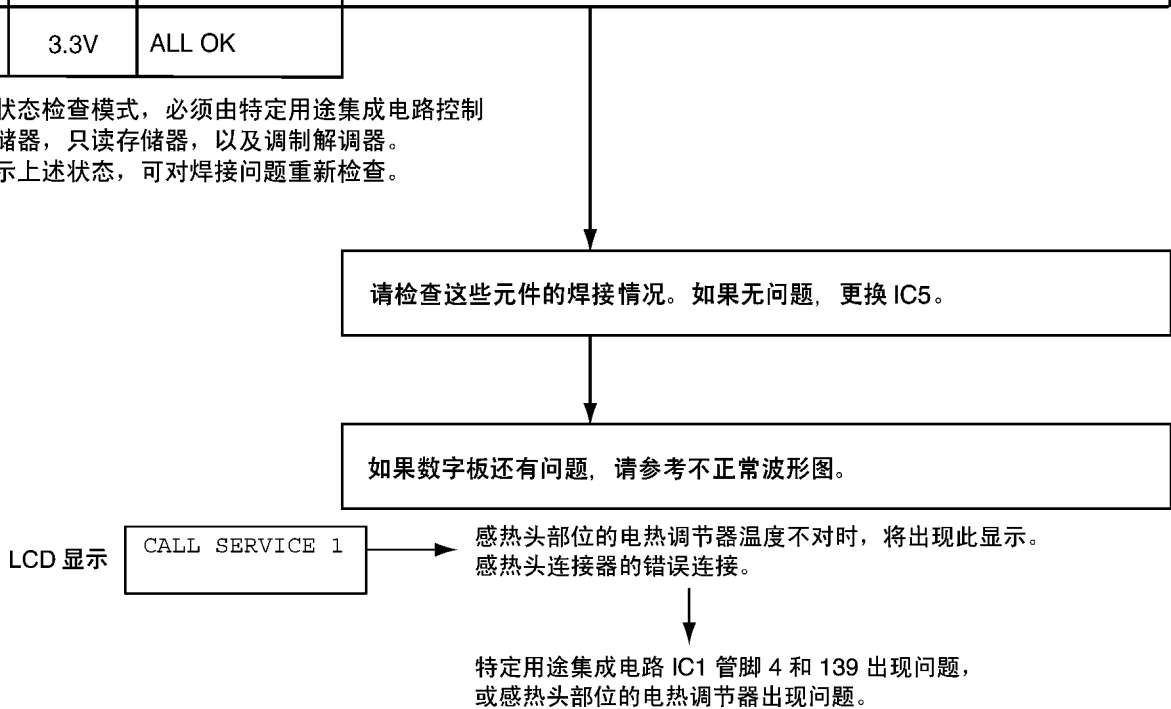 3.3V ALL OK
状态检查模式，必须由特定用途集成电路控制
储器，只读存储器，以及调制解调器。
示上述状态，可对焊接问题重新检查。
请检查这些元件的焊接情况。如果无问题，更换 IC5。
如果数字板还有问题，请参考不正常波形图。
LCD 显示
CALL SERVICE 1
感热头部位的电热调节器温度不对时，将出现此显示。
感热头连接器的错误连接。
特定用途集成电路 IC1 管脚 4 和 139 出现问题，
或感热头部位的电热调节器出现问题。